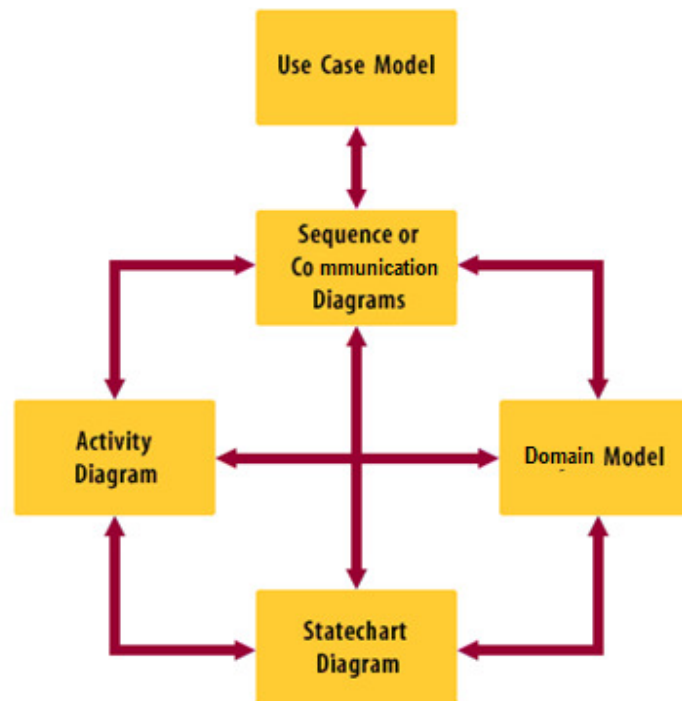 Use Case Model
Sequence or
Co mmunication
Diagrams
Activity
Diagram
Domain Model
Statechart
Diagram